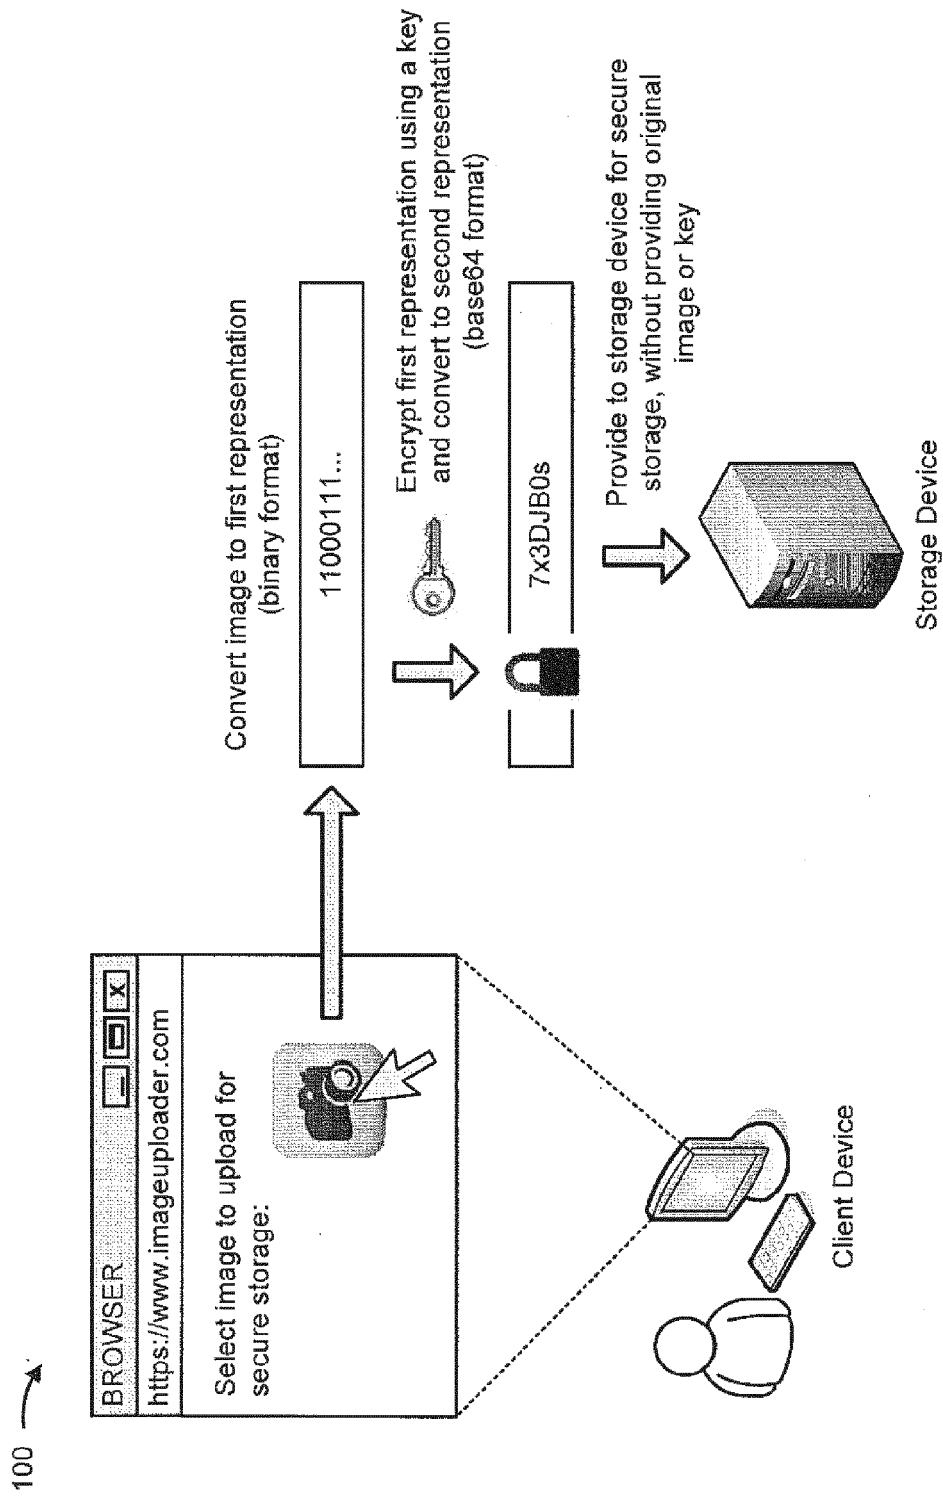 100
BROWSER
https://www.imageuploader.com
Select image to upload for
secure storage:
Client Device
Convert image to first representation
(binary format)
11000111...
Encrypt first representation using a key
and convert to second representation
(base64 format)
7x3DJB0s
Provide to storage device for secure
storage, without providing original
image or key
Storage Device